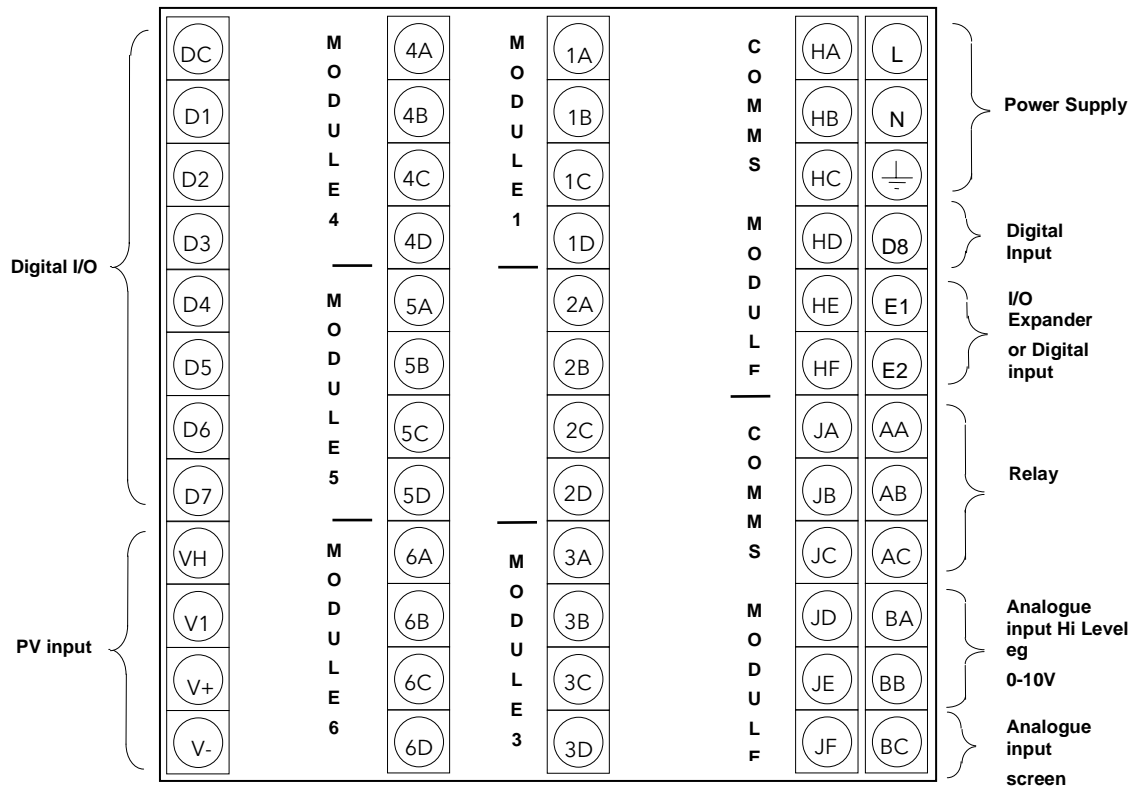 Digital I/O
PV input
DC
D1
D2
D3
D4
D5
D6
D7
VH
V1
V+
V-
MODULE 4
MODULE 5
MODULE 6
4A
4B
4C
4D
5A
5B
5C
5D
6A
6B
6C
6D
MODULE 1
MODULE 3
1A
1B
1C
1D
2A
2B
2C
2D
3A
3B
3C
3D
COMMS MODULE
COMMS MODULE
HA
HB
HC
HD
HE
HF
JA
JB
JC
JD
JE
JF
L
N
D8
E1
E2
AA
AB
AC
BA
BB
BC
Power Supply
Digital
Input
I/O
Expander
or Digital
input
Relay
Analogue
input Hi Level
eg
0-10V
Analogue
input
screen